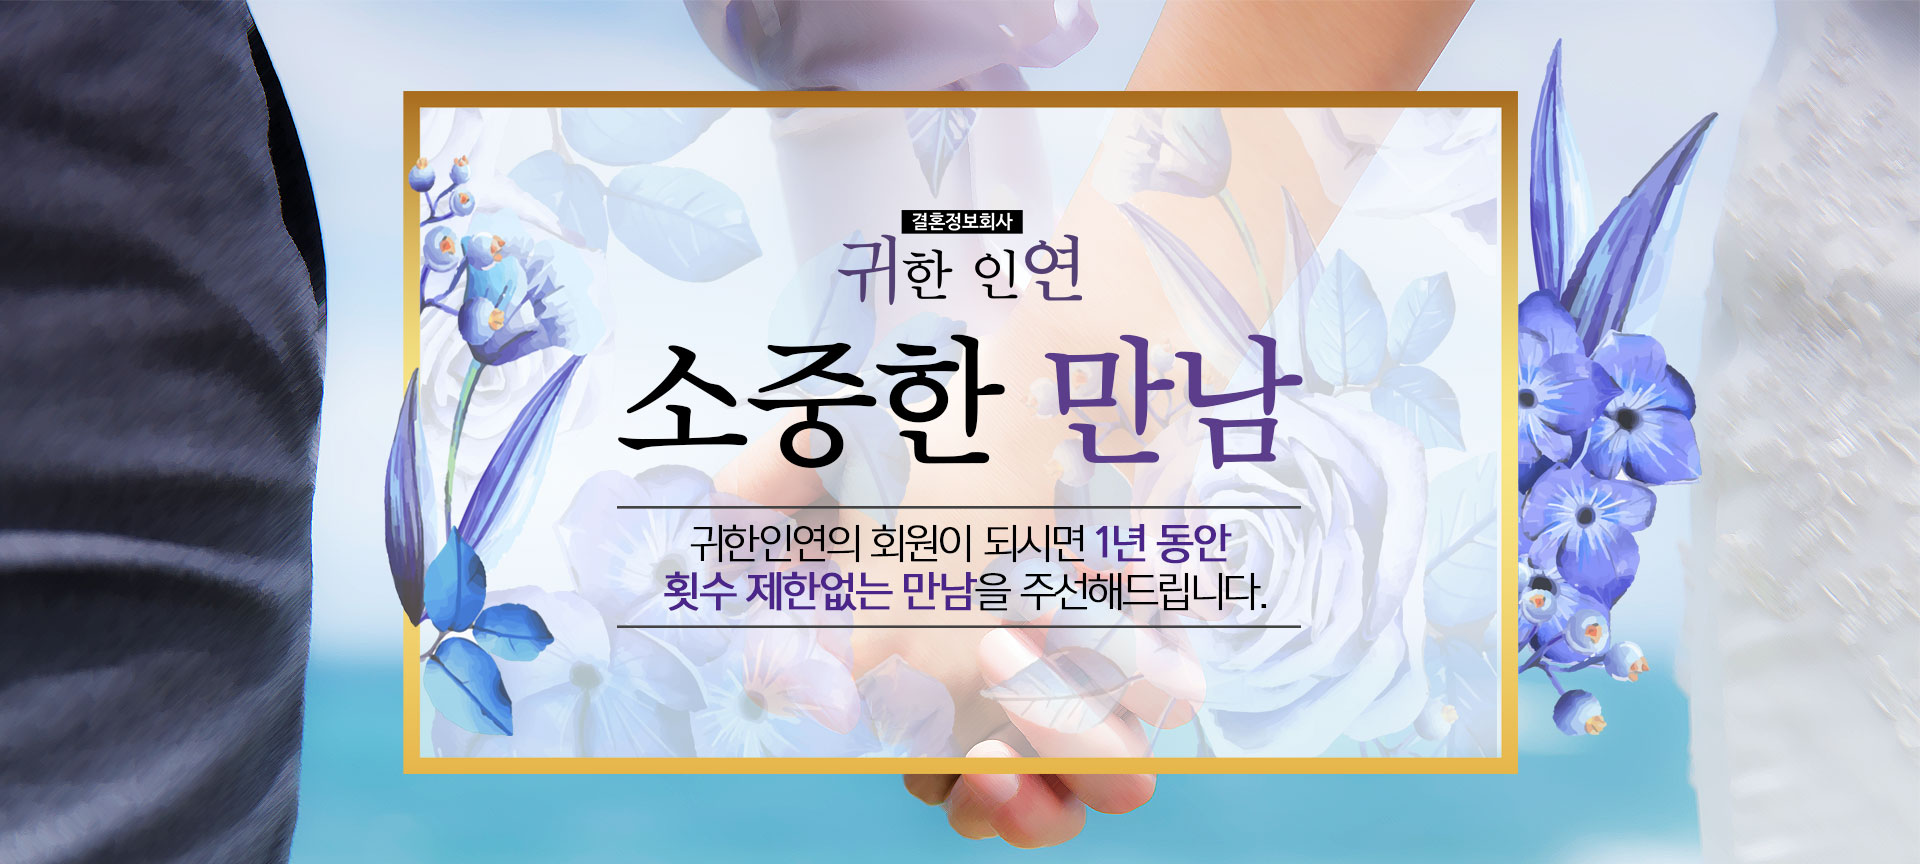 결혼정보회사
귀한 인연
소중한 만남
귀한인연의 회원이 되시면 1년 동안
횟수 제한없는 만남을 주선해드립니다.